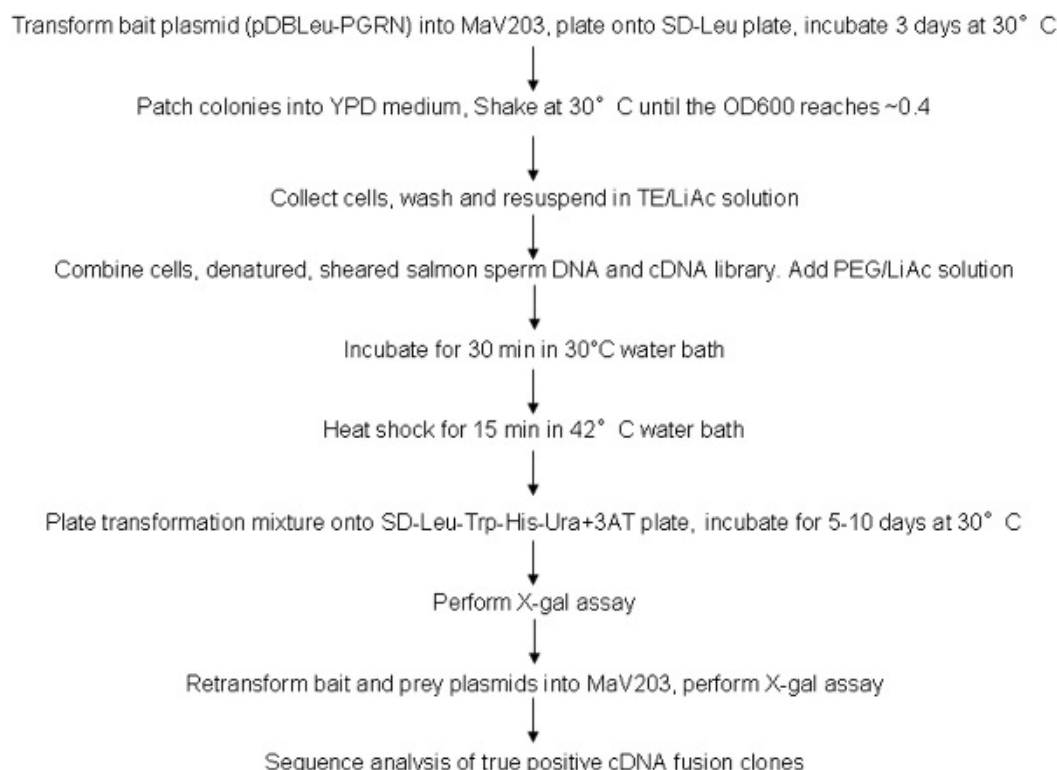 Transform bait plasmid (pDBLeu-PGRN) into MaV203, plate onto SD-Leu plate, incubate 3 days at 30° C
Patch colonies into YPD medium, Shake at 30° C until the OD600 reaches ~0.4
Collect cells, wash and resuspend in TE/LiAc solution
Combine cells, denatured, sheared salmon sperm DNA and cDNA library. Add PEG/LiAc solution
Incubate for 30 min in 30°C water bath
Heat shock for 15 min in 42° C water bath
Plate transformation mixture onto SD-Leu-Trp-His-Ura+3AT plate, incubate for 5-10 days at 30° C
Perform X-gal assay
Retransform bait and prey plasmids into MaV203, perform X-gal assay
Sequence analysis of true positive cDNA fusion clones